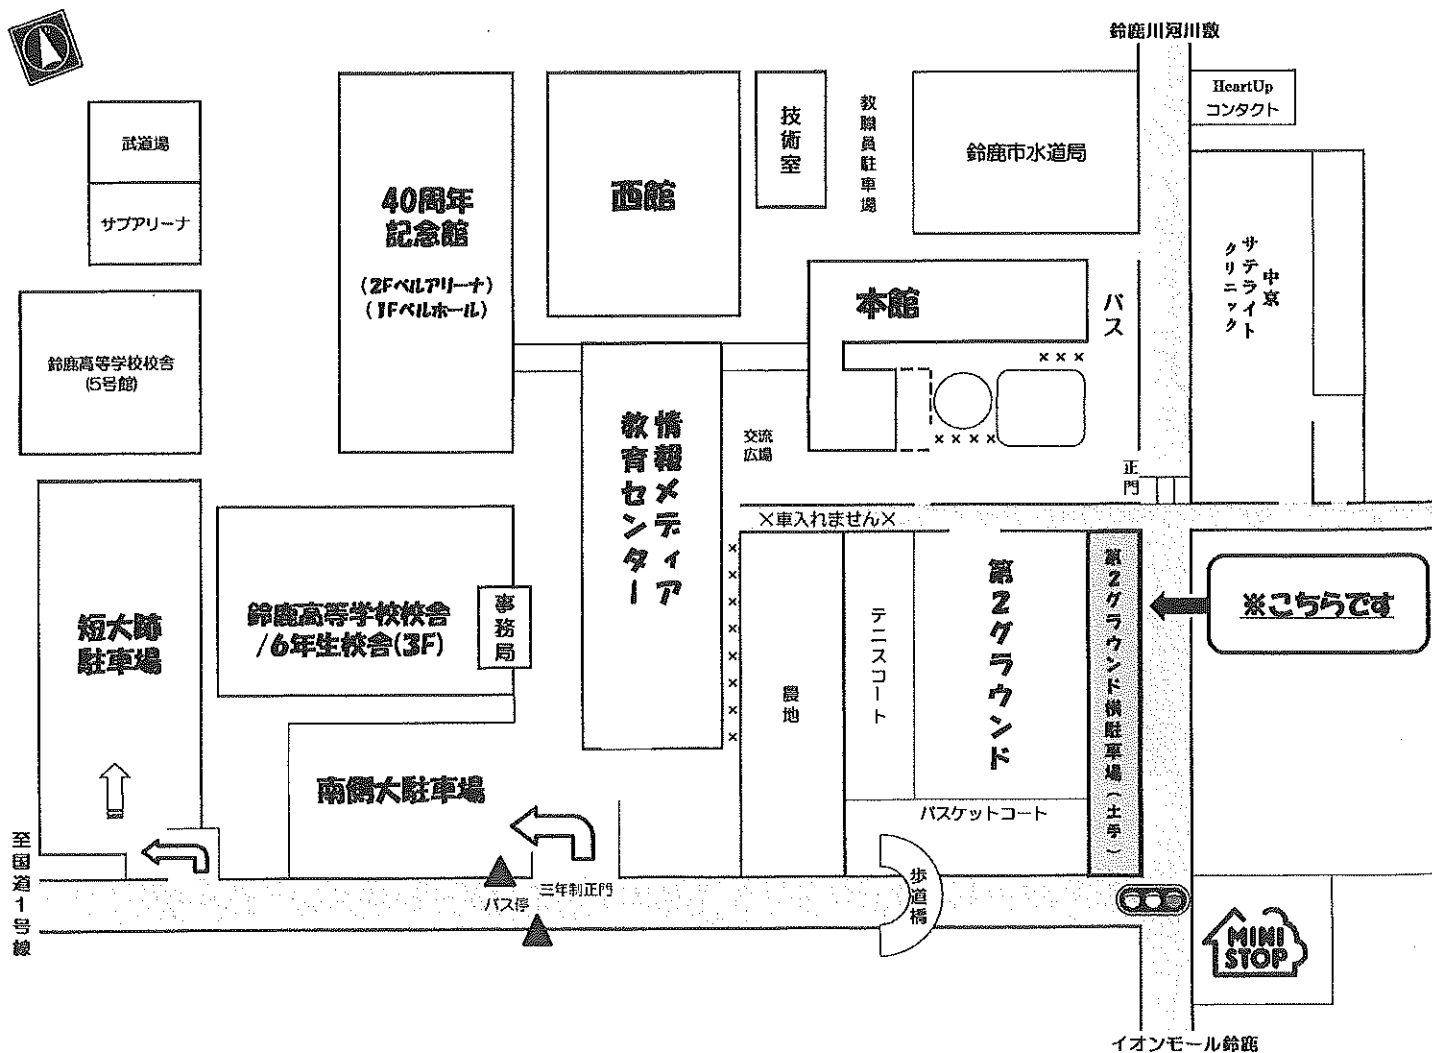 鈴鹿川河川敷
HeartUp
コンタクト
武道場
サブアリーナ
40周年
記念館
(2Fベルアリーナ)
(1Fベルホール)
西館
技術室
教職員駐車場
鈴鹿市水道局
中京
サテライト
クリニック
本館
バス
×××
××××
鈴鹿高等学校校舎
(5号館)
情報メディア
教育センター
交流
広場
正門
×車入れません×
短大跡
駐車場
鈴鹿高等学校校舎
/6年生校舎(3F)
事務局
××××××××
農地
テニスコート
第2グラウンド
第2グラウンド横駐車場(土手)
※こちらです
南側大駐車場
バスケットコート
至国道1号線
バス停
三年制正門
歩道橋
MINI
STOP
イオンモール鈴鹿